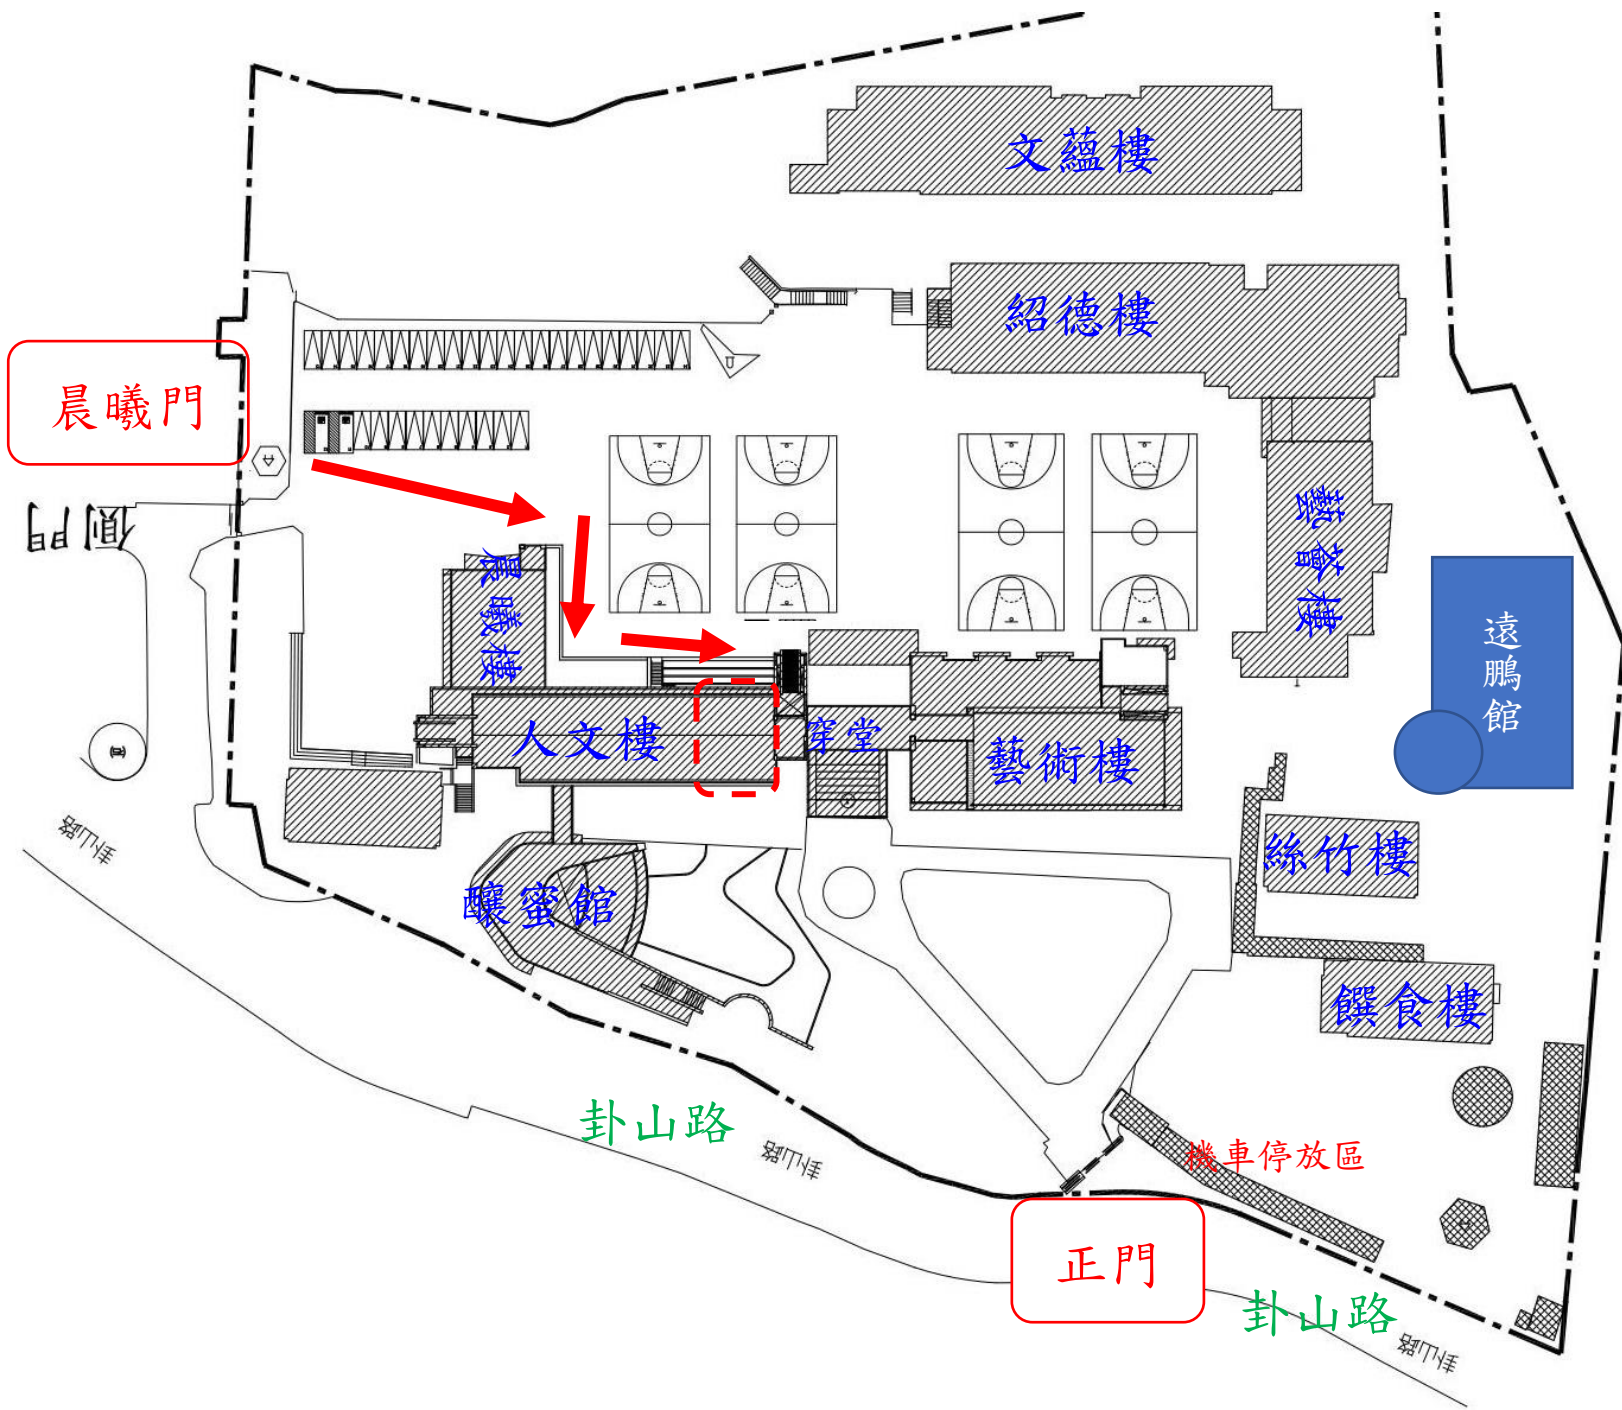 文蘊樓
紹德樓
晨曦門
側門
藝薈樓
晨曦樓
遠鵬館
人文樓
穿堂
藝術樓
卦山路
絲竹樓
釀蜜館
饌食樓
卦山路
卦山路
機車停放區
正門
卦山路
卦山路